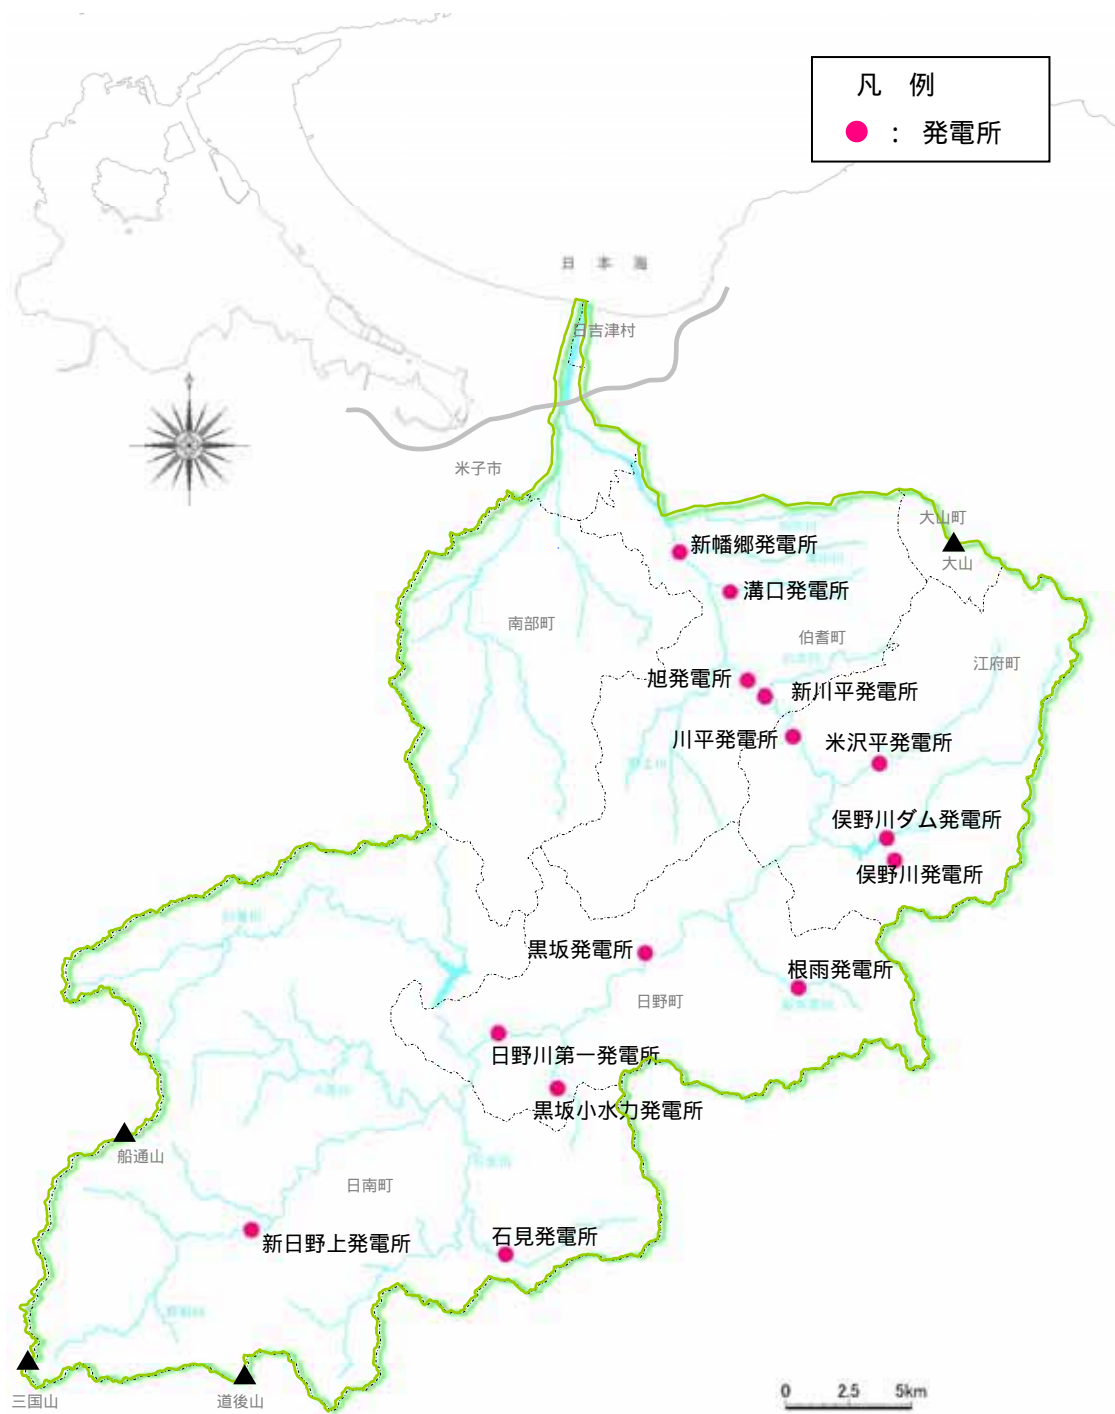 凡 例
● : 発電所
日 本 海
日吉津村
米子市
大山町
大山
新幡郷発電所
溝口発電所
南部町
伯耆町
江府町
旭発電所
新川平発電所
川平発電所
米沢平発電所
俣野川ダム発電所
俣野川発電所
黒坂発電所
根雨発電所
日野町
日野川第一発電所
黒坂小水力発電所
船通山
日南町
新日野上発電所
石見発電所
三国山
道後山
0 2.5 5km